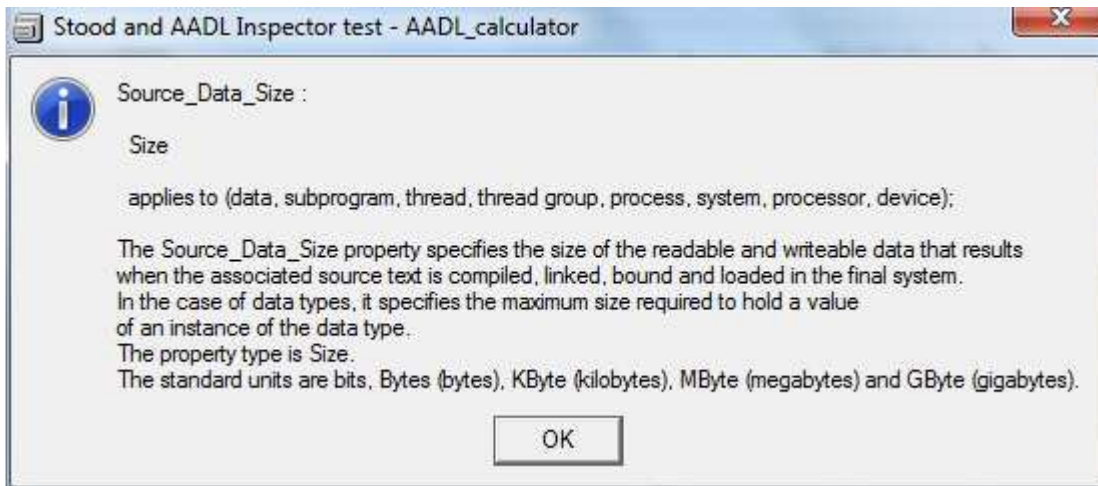 Stood and AADL Inspector test - AADL_calculator
Source_Data_Size :
Size
applies to (data, subprogram, thread, thread group, process, system, processor, device);
The Source_Data_Size property specifies the size of the readable and writeable data that results
when the associated source text is compiled, linked, bound and loaded in the final system.
In the case of data types, it specifies the maximum size required to hold a value
of an instance of the data type.
The property type is Size.
The standard units are bits, Bytes (bytes), KByte (kilobytes), MByte (megabytes) and GByte (gigabytes).
OK